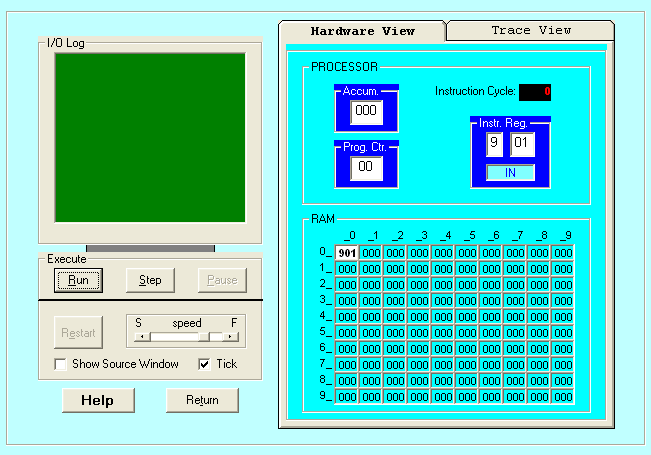 Hardware View
Trace View
I/O Log
PROCESSOR
Accum.
000
Instruction Cycle: 0
Instr. Reg.
9 01
IN
Prog. Ctr.
00
RAM
_0 _1 _2 _3 _4 _5 _6 _7 _8 _9
0_ 901 000 000 000 000 000 000 000 000 000
1_ 000 000 000 000 000 000 000 000 000 000
2_ 000 000 000 000 000 000 000 000 000 000
3_ 000 000 000 000 000 000 000 000 000 000
4_ 000 000 000 000 000 000 000 000 000 000
5_ 000 000 000 000 000 000 000 000 000 000
6_ 000 000 000 000 000 000 000 000 000 000
7_ 000 000 000 000 000 000 000 000 000 000
8_ 000 000 000 000 000 000 000 000 000 000
9_ 000 000 000 000 000 000 000 000 000 000
Execute
Run Step Pause
Restart
S speed F
Show Source Window Tick
Help Return